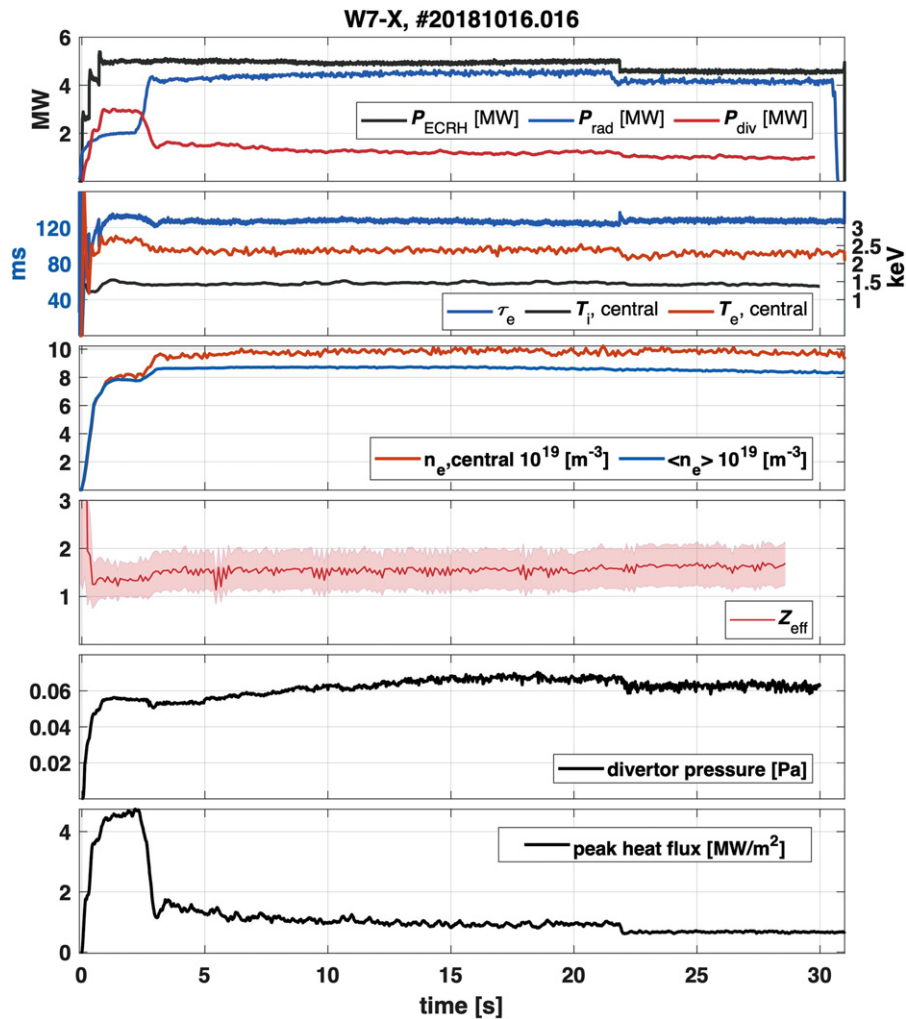 W7-X, #20181016.016
6
4
2
MW
P_ECRH [MW] P_rad [MW] P_div [MW]
120
80
40
ms
3
2.5
2
1.5
1
keV
τ_e T_i, central T_e, central
10
8
6
4
2
n_e,central 10^19 [m^-3] <n_e> 10^19 [m^-3]
3
2
1
Z_eff
0.06
0.04
0.02
divertor pressure [Pa]
4
2
0
peak heat flux [MW/m^2]
0 5 10 15 20 25 30
time [s]